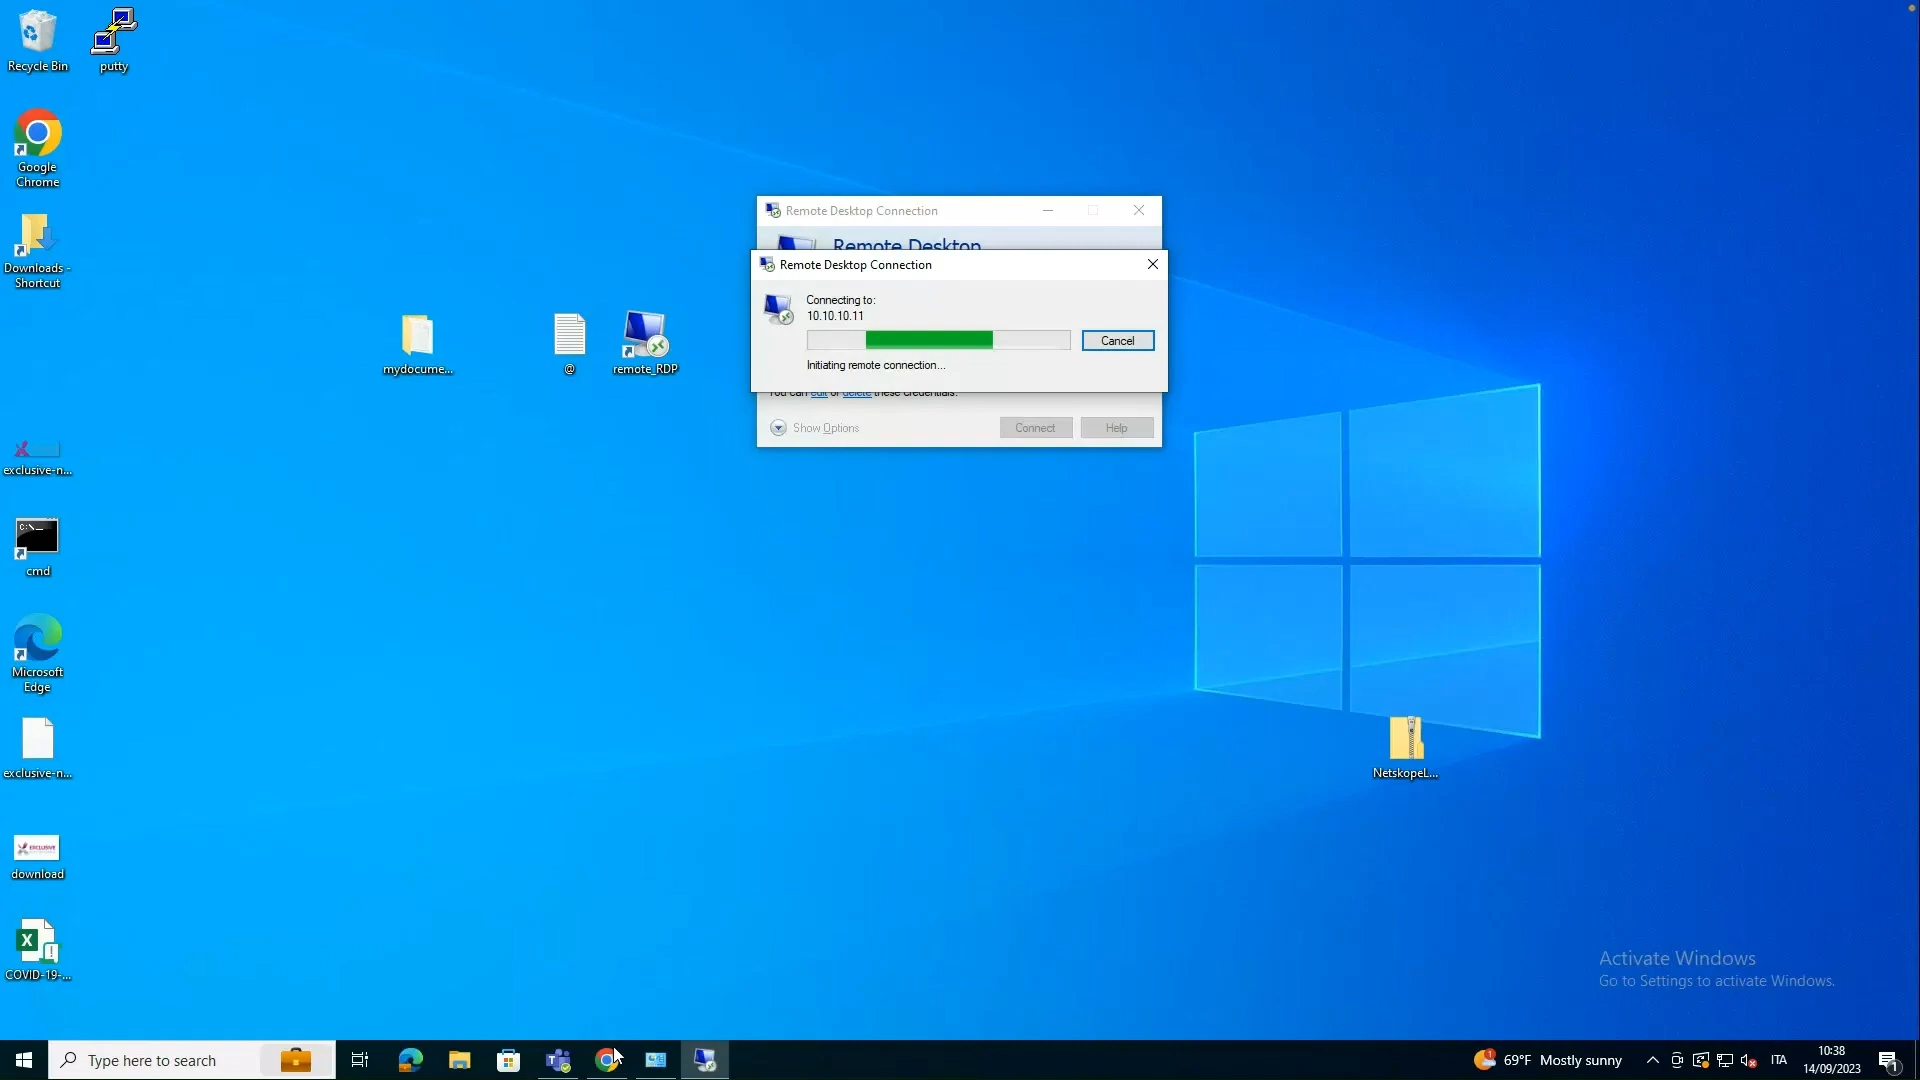 Recycle Bin
putty
Google
Chrome
Downloads -
Shortcut
mydocume...
@
remote_RDP
exclusive-n...
C:\_
cmd
Microsoft
Edge
exclusive-n...
EXCLUSIVE
download
COVID-19-...
Remote Desktop Connection
Remote Desktop
Remote Desktop Connection
Connecting to:
10.10.10.11
Cancel
Initiating remote connection...
You can edit or delete these credentials.
Show Options
Connect
Help
NetskopeL...
Activate Windows
Go to Settings to activate Windows.
Type here to search
69°F Mostly sunny
ITA
10:38
14/09/2023
1